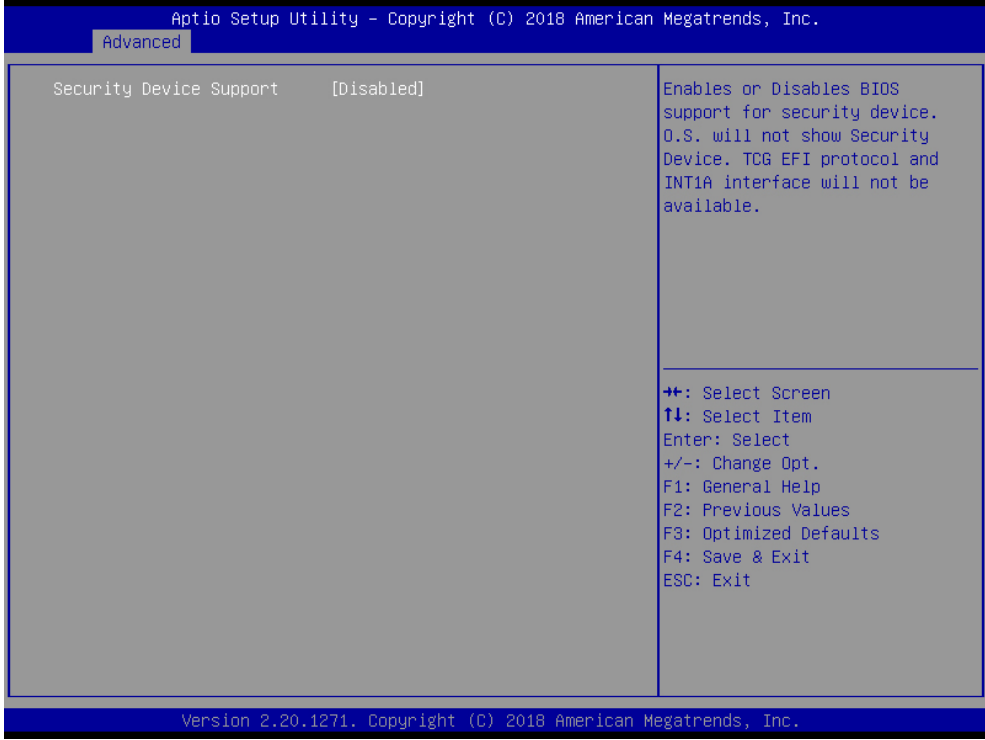 Aptio Setup Utility – Copyright (C) 2018 American Megatrends, Inc.
Advanced
Security Device Support [Disabled]
Enables or Disables BIOS
support for security device.
O.S. will not show Security
Device. TCG EFI protocol and
INT1A interface will not be
available.
→←: Select Screen
↑↓: Select Item
Enter: Select
+/-: Change Opt.
F1: General Help
F2: Previous Values
F3: Optimized Defaults
F4: Save & Exit
ESC: Exit
Version 2.20.1271. Copyright (C) 2018 American Megatrends, Inc.